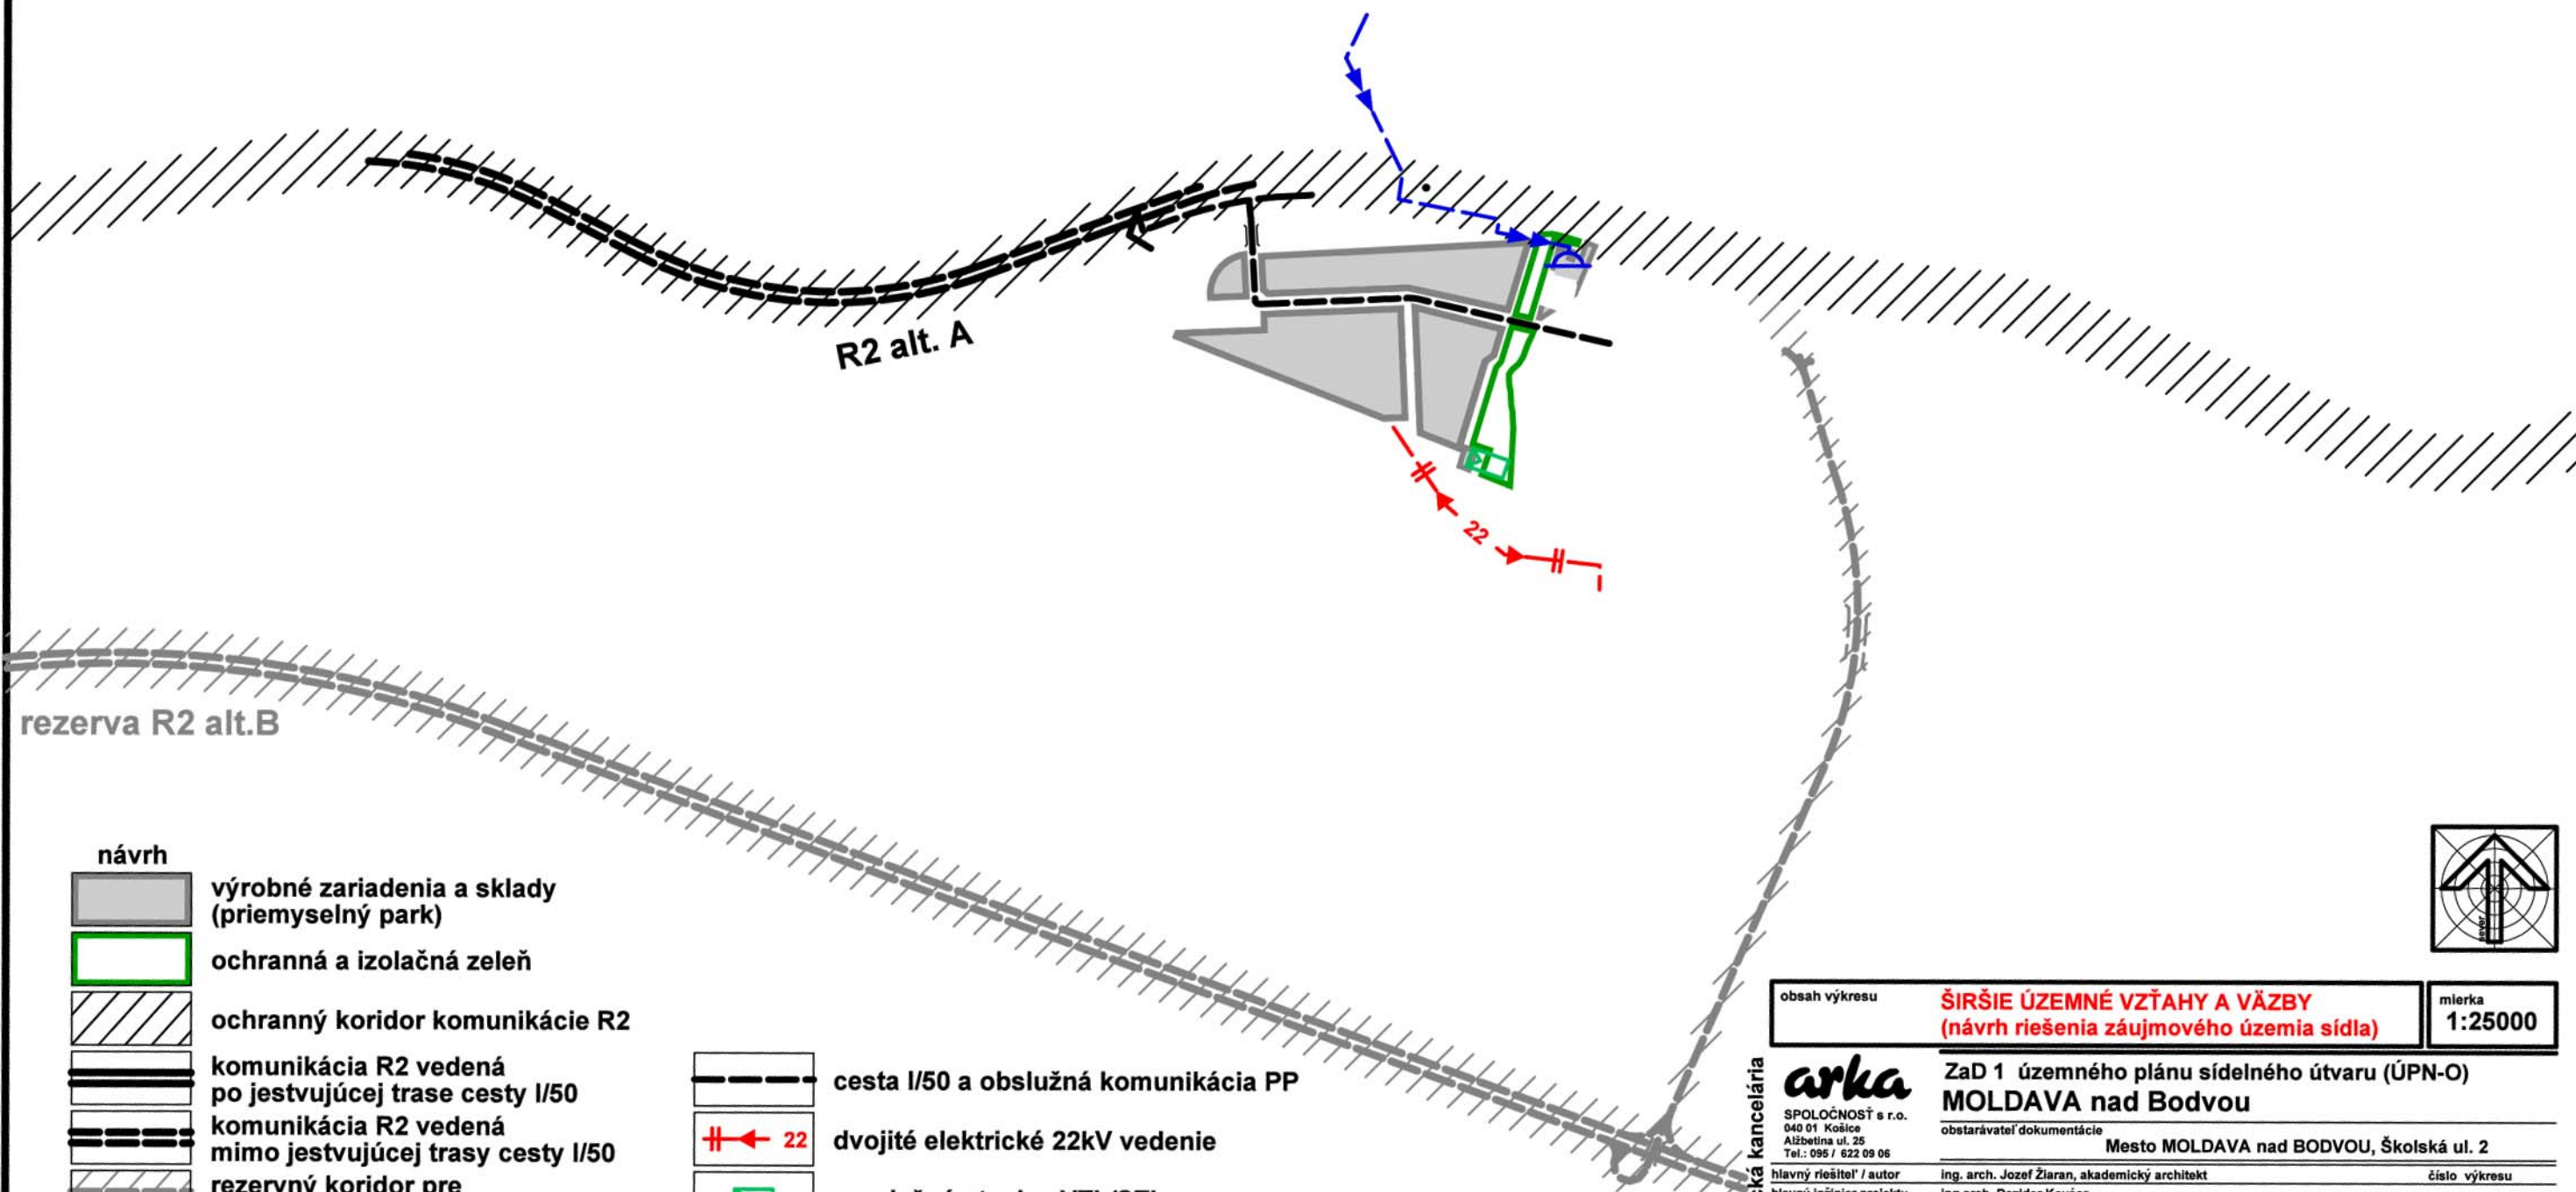 R2 alt. A
22
rezerva R2 alt.B
návrh
výrobné zariadenia a sklady
(priemyselný park)
ochranná a izolačná zeleň
ochranný koridor komunikácie R2
komunikácia R2 vedená
po jestvujúcej trase cesty I/50
komunikácia R2 vedená
mimo jestvujúcej trasy cesty I/50
rezervný koridor pre
cesta I/50 a obslužná komunikácia PP
22
dvojité elektrické 22kV vedenie
sever
obsah výkresu
ŠIRŠIE ÚZEMNÉ VZŤAHY A VÄZBY
(návrh riešenia záujmového územia sídla)
mierka
1:25000
ká kancelária
arka
SPOLOČNOSŤ s r.o.
040 01 Košice
Alžbetina ul. 25
Tel.: 095 / 622 09 06
ZaD 1 územného plánu sídelného útvaru (ÚPN-O)
MOLDAVA nad Bodvou
obstarávateľ dokumentácie
Mesto MOLDAVA nad BODVOU, Školská ul. 2
hlavný riešiteľ / autor
ing. arch. Jozef Žiaran, akademický architekt
číslo výkresu